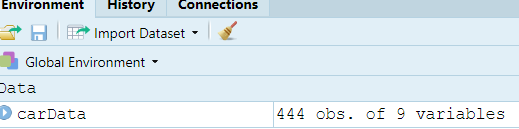 Environment History Connections
Import Dataset
Global Environment
Data
carData 444 obs. of 9 variables